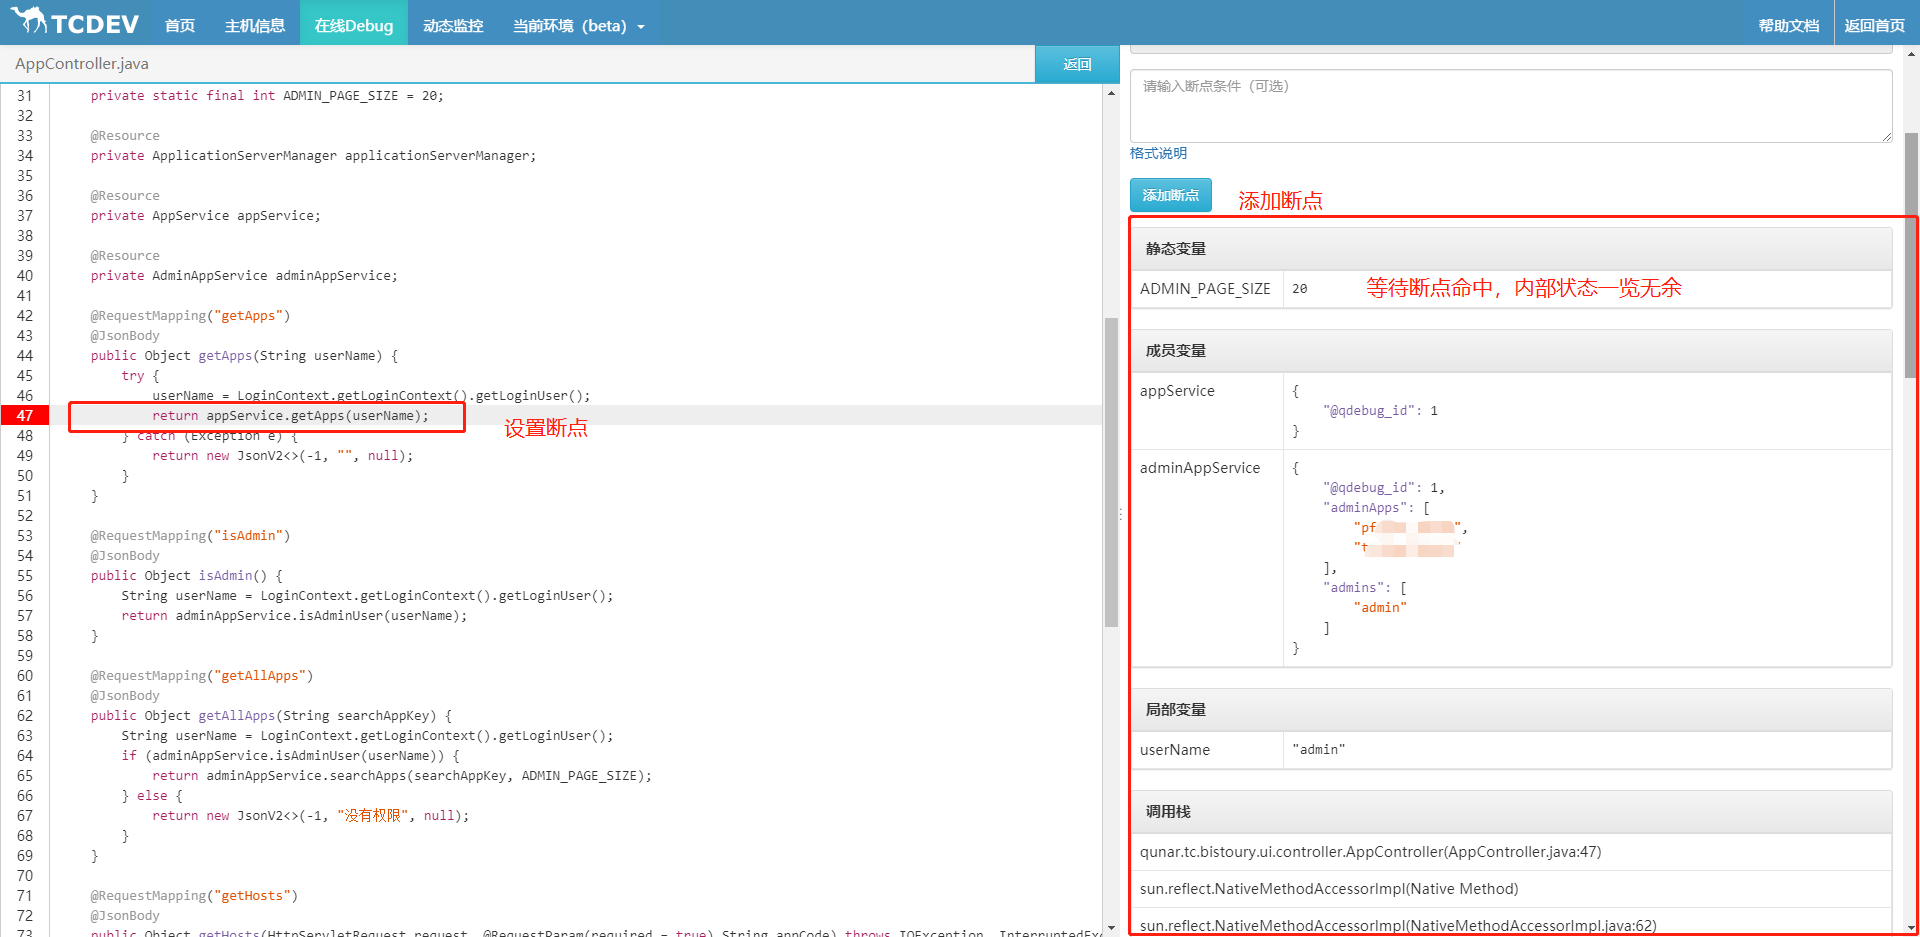 TCDEV 首页 主机信息 在线Debug 动态监控 当前环境（beta） 帮助文档 返回首页
AppController.java 返回
31 private static final int ADMIN_PAGE_SIZE = 20;
32
33 @Resource
34 private ApplicationServerManager applicationServerManager;
35
36 @Resource
37 private AppService appService;
38
39 @Resource
40 private AdminAppService adminAppService;
41
42 @RequestMapping("getApps")
43 @JsonBody
44 public Object getApps(String userName) {
45 try {
46 userName = LoginContext.getLoginContext().getLoginUser();
47 return appService.getApps(userName);
设置断点
48 } catch (Exception e) {
49 return new JsonV2<>(-1, "", null);
50 }
51 }
52
53 @RequestMapping("isAdmin")
54 @JsonBody
55 public Object isAdmin() {
56 String userName = LoginContext.getLoginContext().getLoginUser();
57 return adminAppService.isAdminUser(userName);
58 }
59
60 @RequestMapping("getAllApps")
61 @JsonBody
62 public Object getAllApps(String searchAppKey) {
63 String userName = LoginContext.getLoginContext().getLoginUser();
64 if (adminAppService.isAdminUser(userName)) {
65 return adminAppService.searchApps(searchAppKey, ADMIN_PAGE_SIZE);
66 } else {
67 return new JsonV2<>(-1, "没有权限", null);
68 }
69 }
70
71 @RequestMapping("getHosts")
72 @JsonBody
73 public Object getHosts(HttpServletRequest request, @RequestParam(required = true) String appCode) throws IOException, InterruptedExc
请输入断点条件（可选）
格式说明
添加断点 添加断点
静态变量
ADMIN_PAGE_SIZE 20
等待断点命中，内部状态一览无余
成员变量
appService {
"@qdebug_id": 1
}
adminAppService {
"@qdebug_id": 1,
"adminApps": [
"pf ",
"t
],
"admins": [
"admin"
]
}
局部变量
userName "admin"
调用栈
qunar.tc.bistoury.ui.controller.AppController(AppController.java:47)
sun.reflect.NativeMethodAccessorImpl(Native Method)
sun.reflect.NativeMethodAccessorImpl(NativeMethodAccessorImpl.java:62)